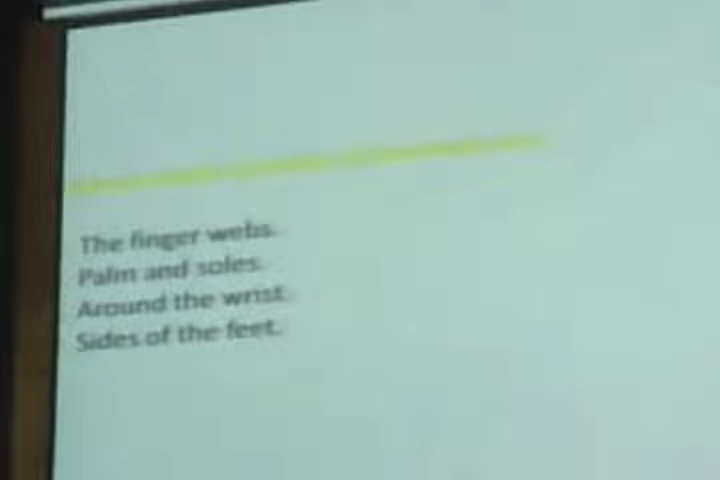 The finger webs.
Palm and soles.
Around the wrist.
Sides of the feet.